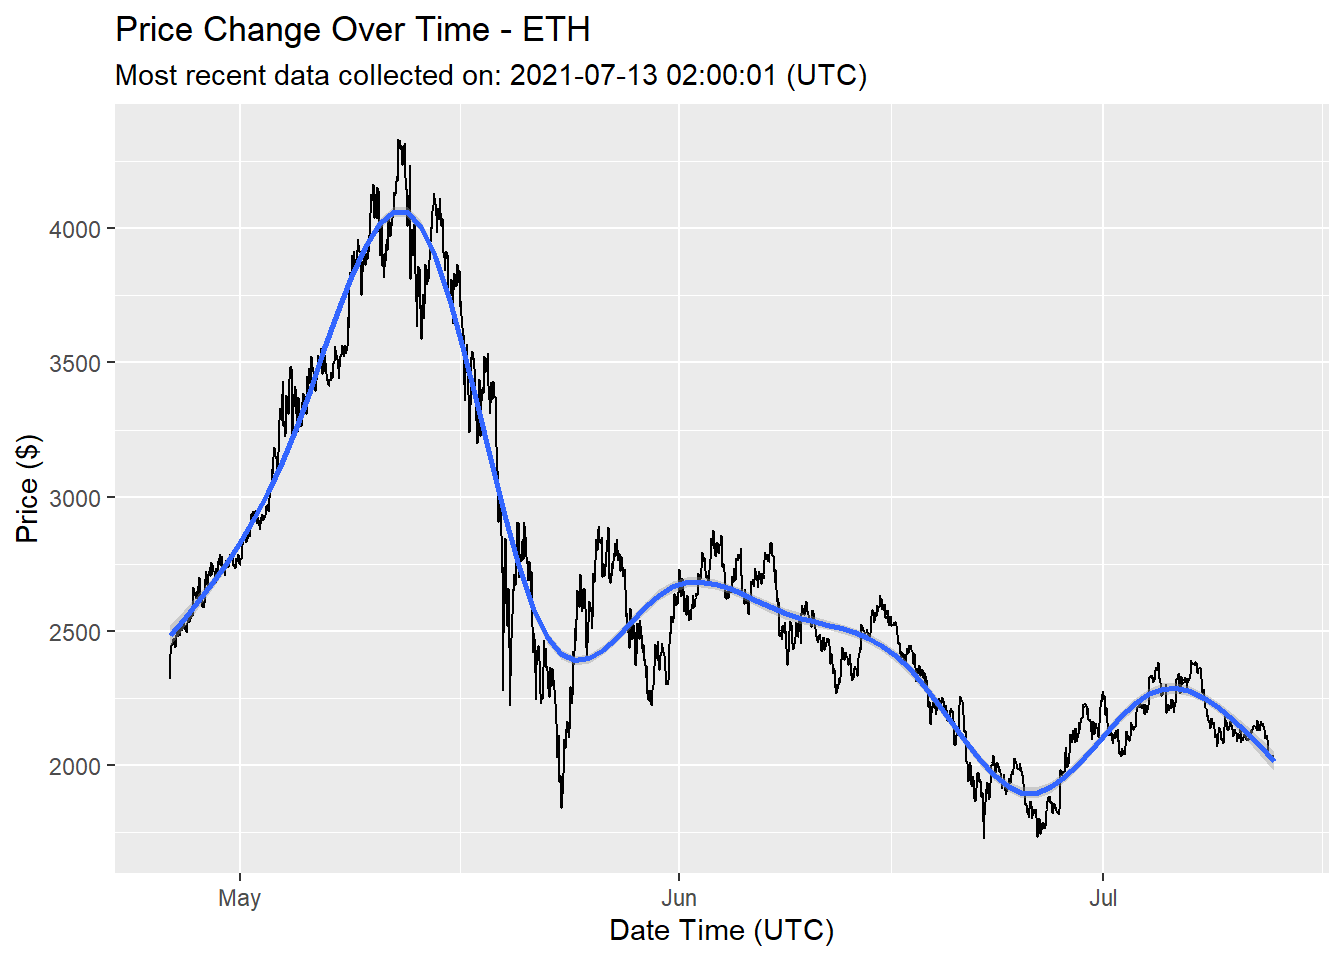 Price Change Over Time - ETH
Most recent data collected on: 2021-07-13 02:00:01 (UTC)
Price ($)
4000
3500
3000
2500
2000
May Jun Jul
Date Time (UTC)